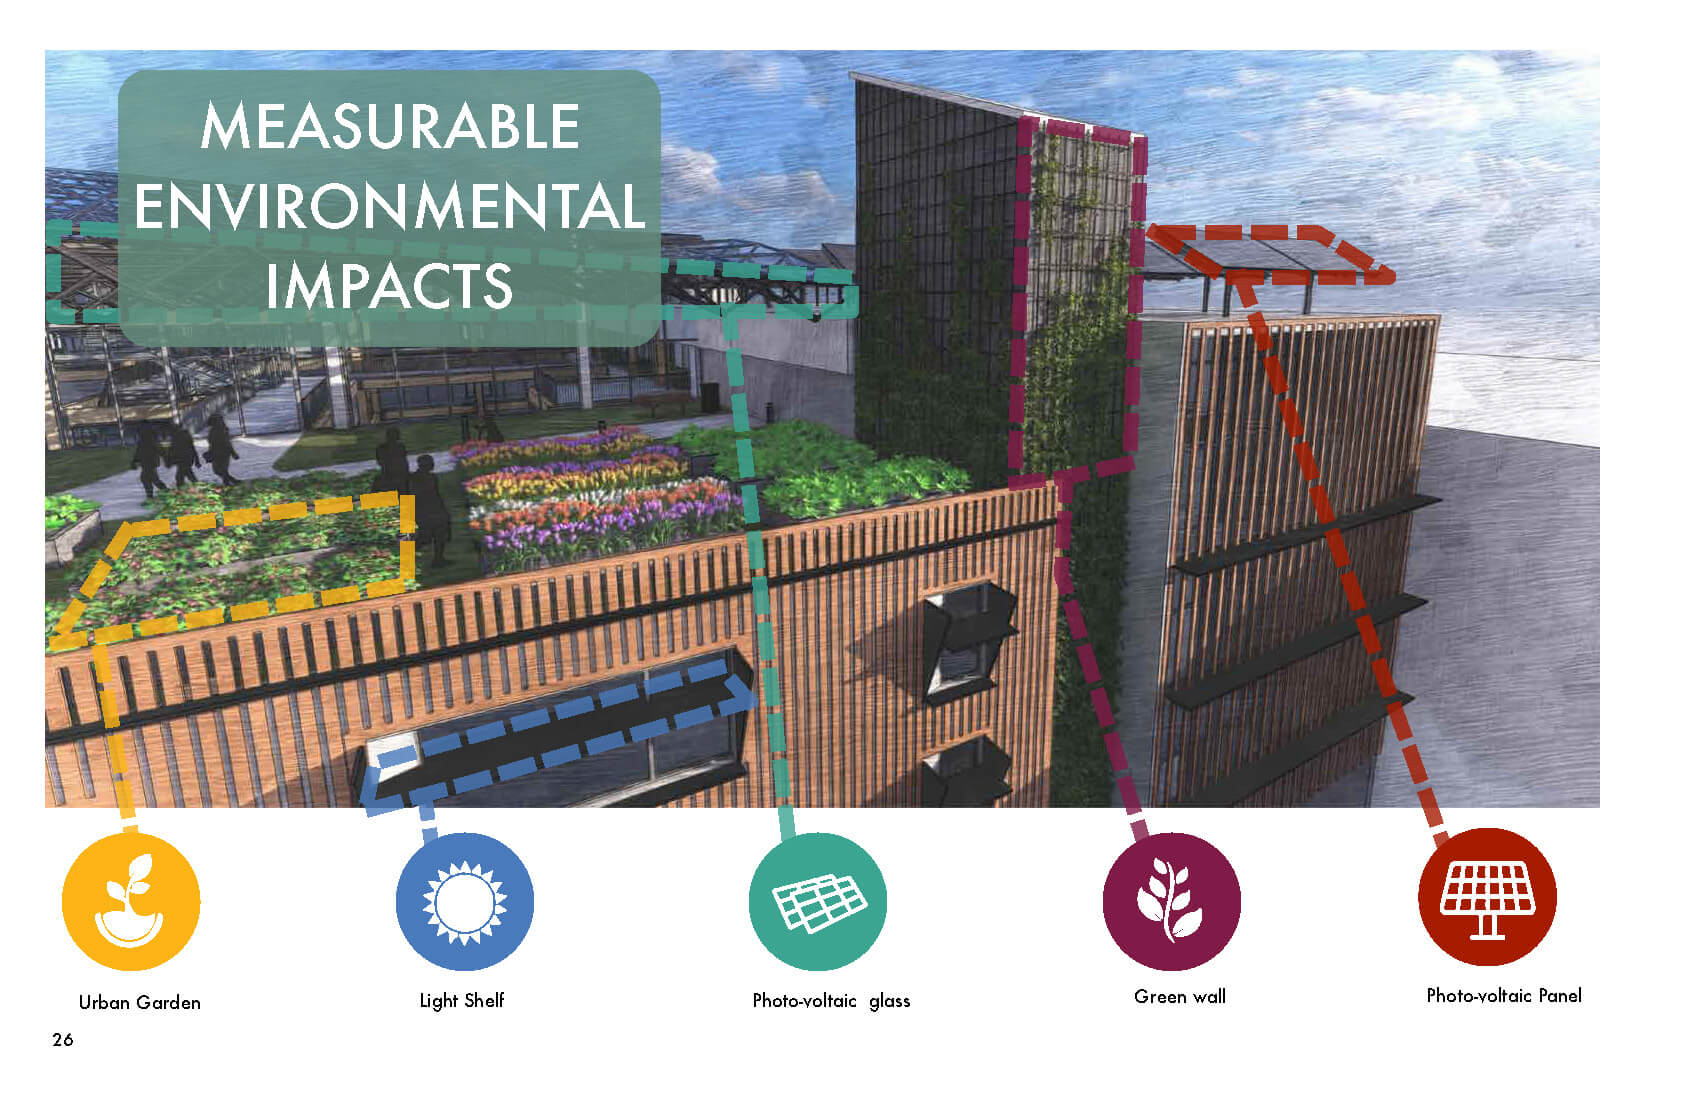 MEASURABLE
ENVIRONMENTAL
IMPACTS
Urban Garden
Light Shelf
Photo-voltaic glass
Green wall
Photo-voltaic Panel
26